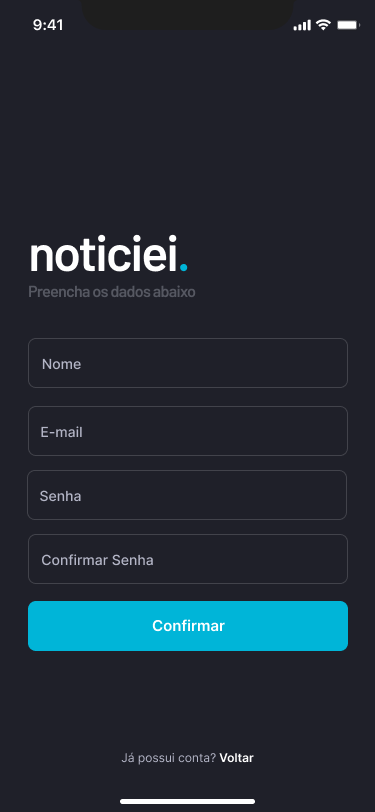 9:41
noticiei.
Preencha os dados abaixo
Nome
E-mail
Senha
Confirmar Senha
Confirmar
Já possui conta? Voltar